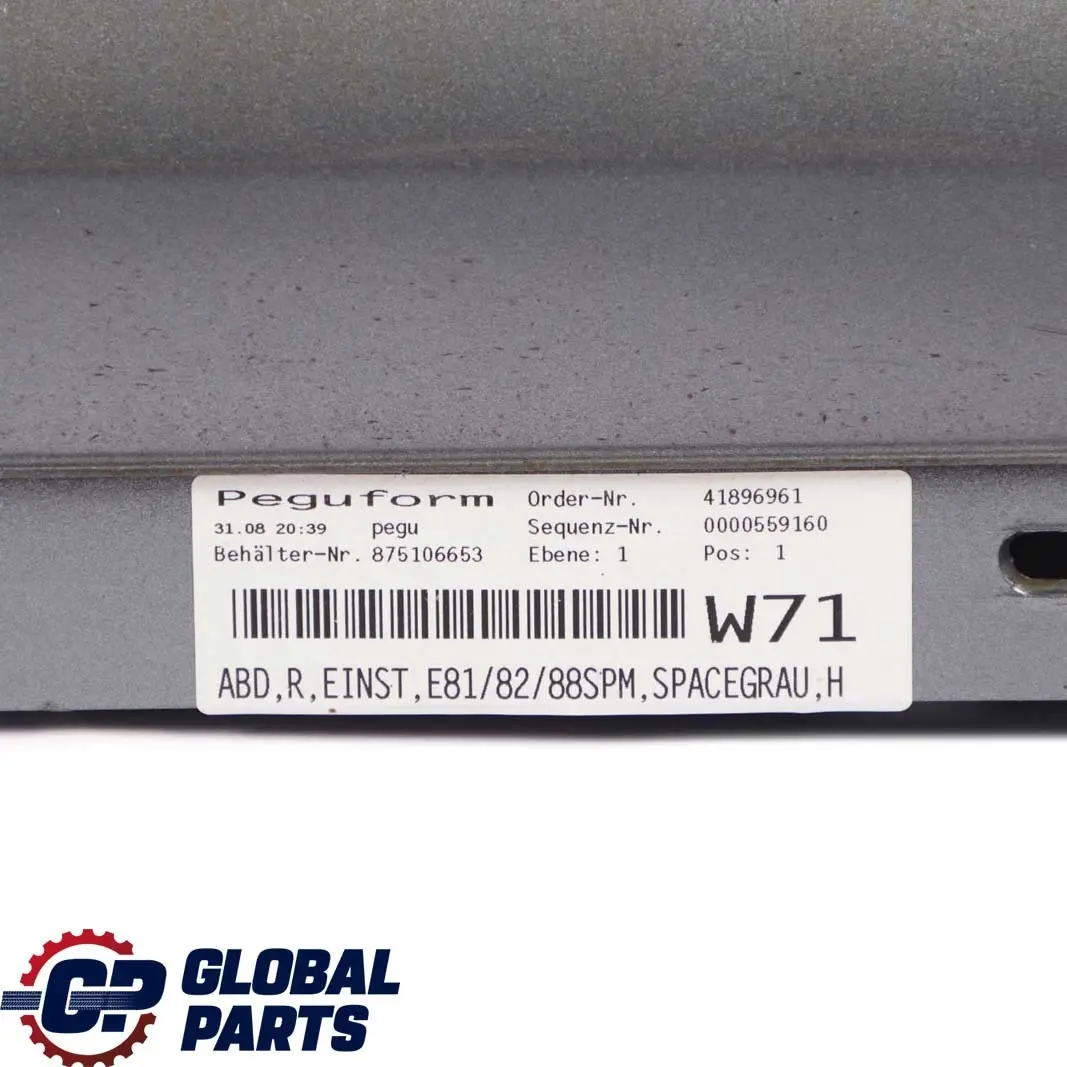 Peguform Order-Nr. 41896961
31.08 20:39 pegu Sequenz-Nr. 0000559160
Behälter-Nr. 875106653 Ebene: 1 Pos: 1
W71
ABD,R,EINST,E81/82/88SPM,SPACEGRAU,H
GP GLOBAL
PARTS